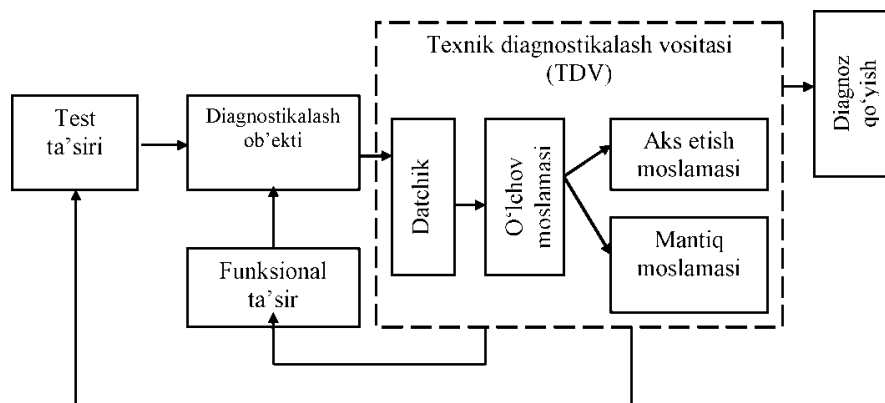 Texnik diagnostikalash vositasi
(TDV)
Test
ta’siri
Diagnostikalash
ob’ekti
Datchik
O‘lchov
moslamasi
Aks etish
moslamasi
Mantiq
moslamasi
Funksional
ta’sir
Diagnoz
qo‘yish